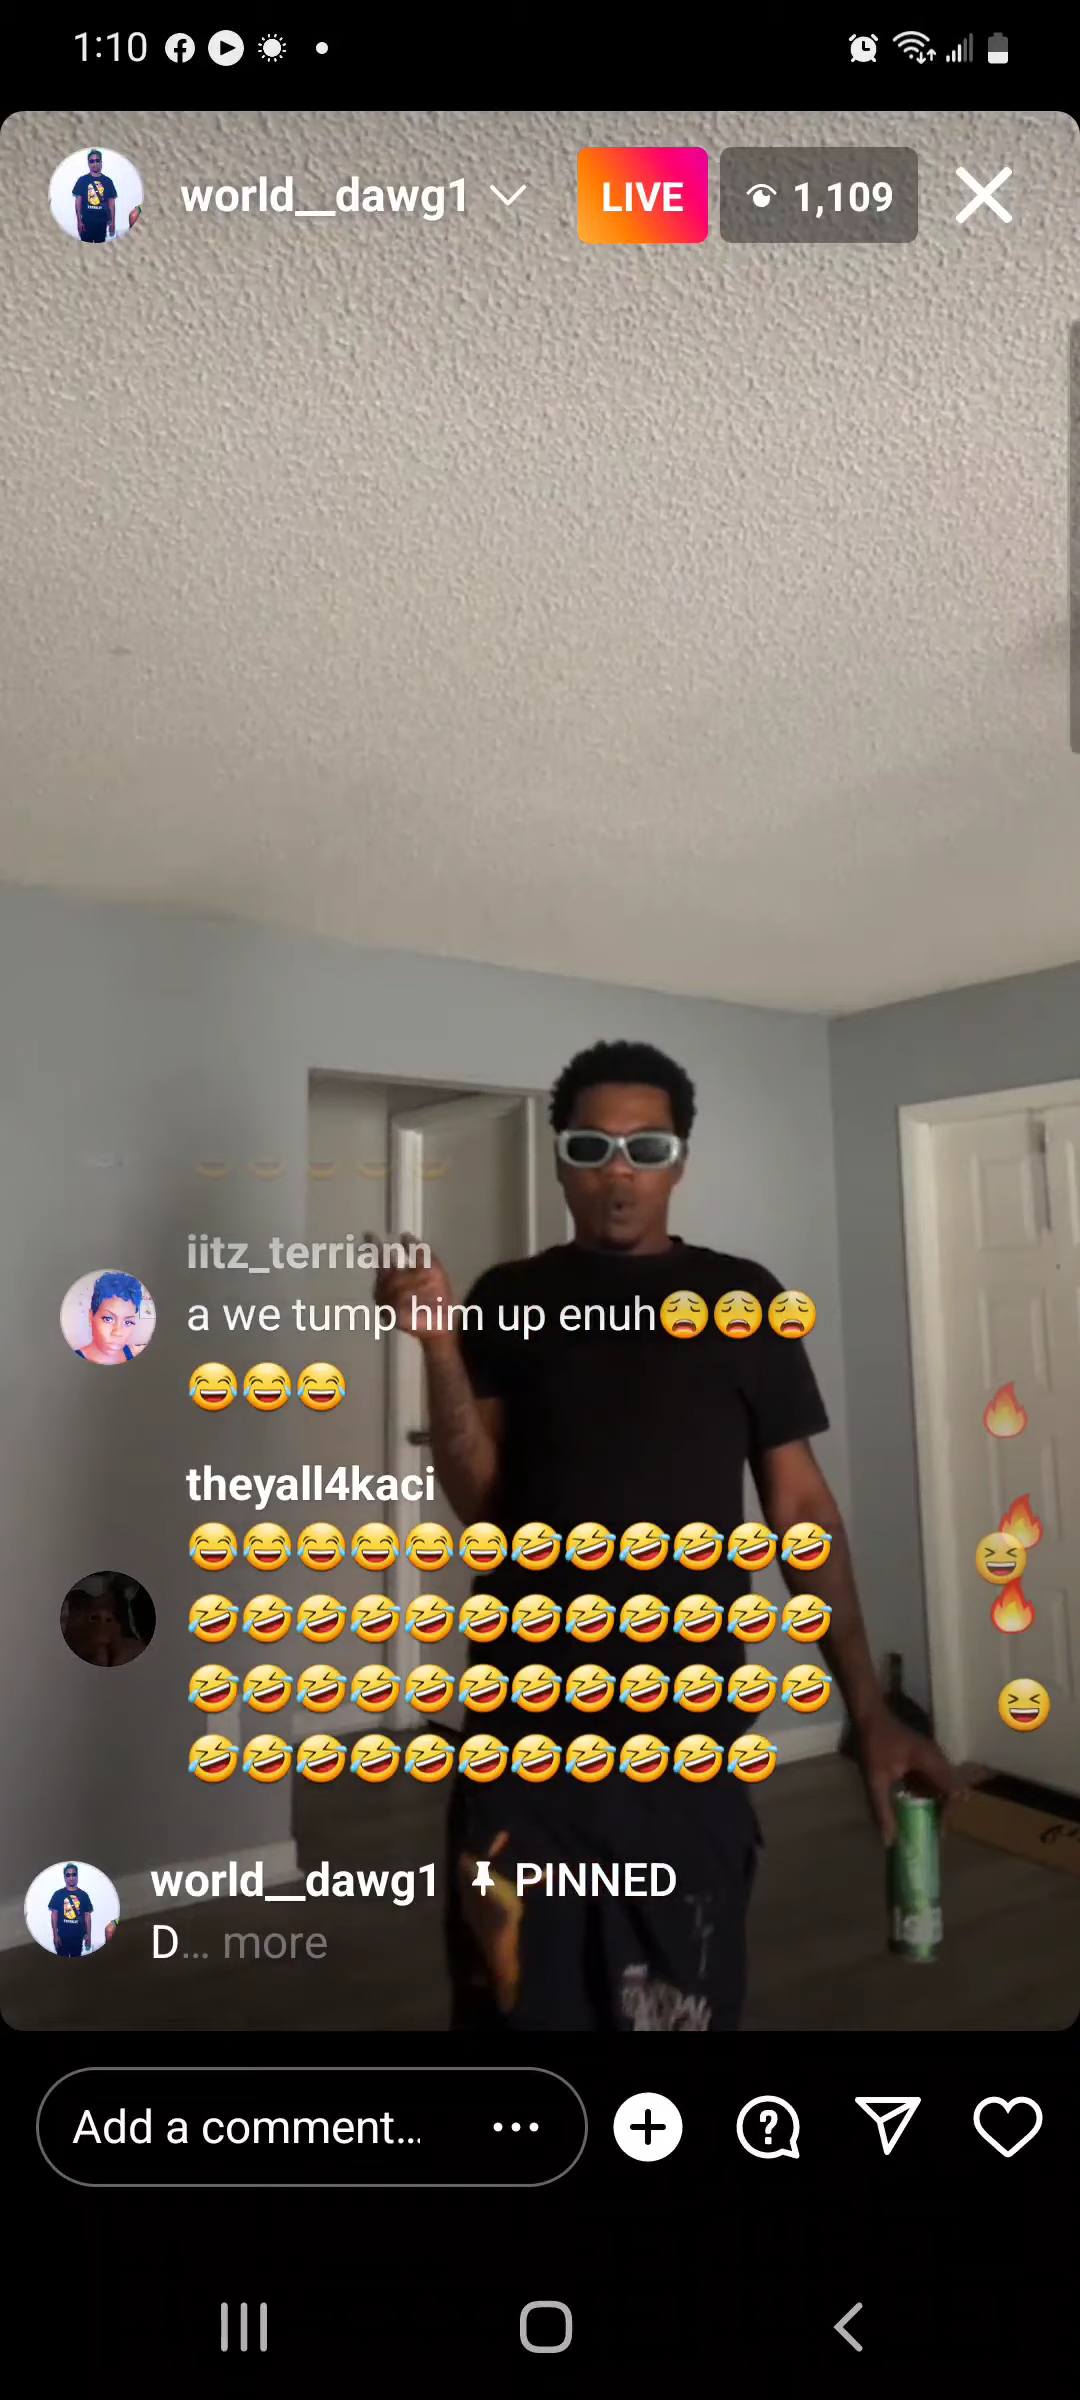 1:10
world__dawg1 LIVE 1,109
iitz_terriann
a we tump him up enuh😩😩😩
😂😂😂
theyall4kaci
😂😂😂😂😂😂🤣🤣🤣🤣🤣🤣
🤣🤣🤣🤣🤣🤣🤣🤣🤣🤣🤣🤣
🤣🤣🤣🤣🤣🤣🤣🤣🤣🤣🤣🤣
🤣🤣🤣🤣🤣🤣🤣🤣🤣🤣🤣
world__dawg1 PINNED
D... more
Add a comment...